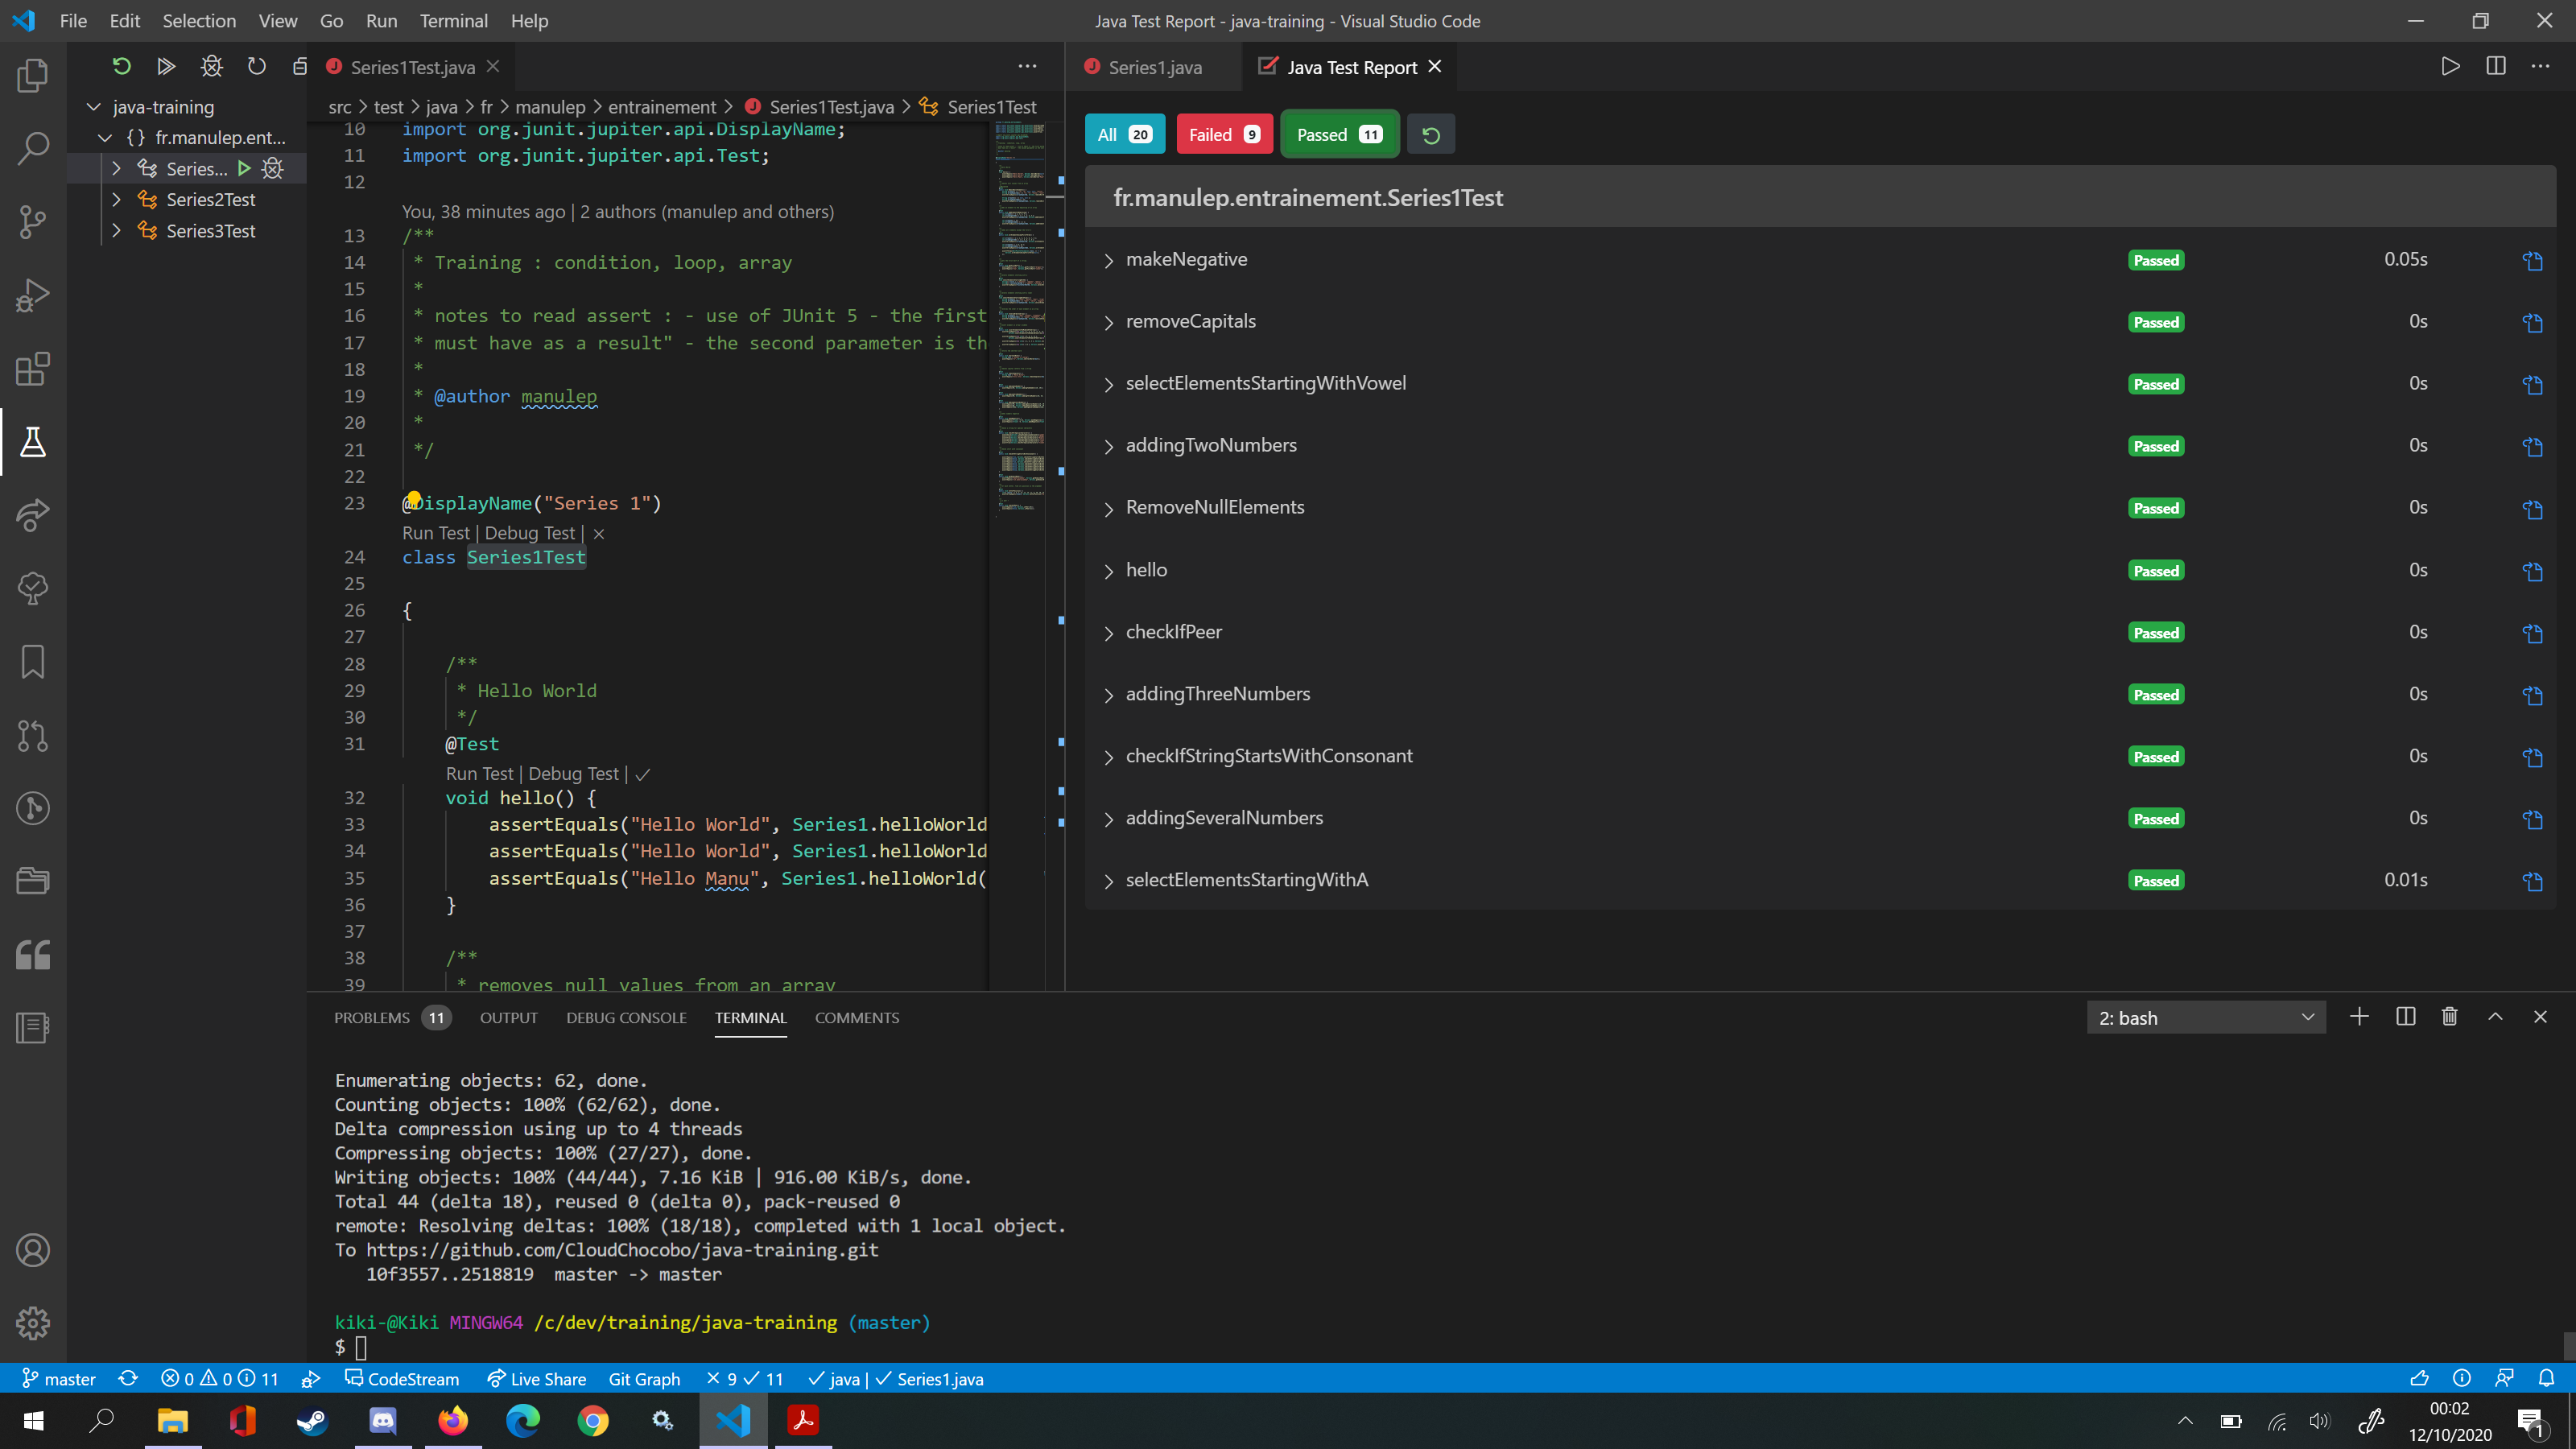 File Edit Selection View Go Run Terminal Help
Java Test Report - java-training - Visual Studio Code
java-training
{} fr.manulep.ent...
Series...
Series2Test
Series3Test
Series1Test.java
src > test > java > fr > manulep > entrainement > Series1Test.java > Series1Test
10 import org.junit.jupiter.api.DisplayName;
11 import org.junit.jupiter.api.Test;
12
You, 38 minutes ago | 2 authors (manulep and others)
13 /**
14 * Training : condition, loop, array
15 *
16 * notes to read assert : - use of JUnit 5 - the first
17 * must have as a result" - the second parameter is th
18 *
19 * @author manulep
20 *
21 */
22
23 @DisplayName("Series 1")
Run Test | Debug Test |
24 class Series1Test
25
26 {
27
28 /**
29 * Hello World
30 */
31 @Test
Run Test | Debug Test | ✓
32 void hello() {
33 assertEquals("Hello World", Series1.helloWorld
34 assertEquals("Hello World", Series1.helloWorld
35 assertEquals("Hello Manu", Series1.helloWorld(
36 }
37
38 /**
39 * removes null values from an array
Series1.java
Java Test Report
All 20 Failed 9 Passed 11
fr.manulep.entrainement.Series1Test
makeNegative Passed 0.05s
removeCapitals Passed 0s
selectElementsStartingWithVowel Passed 0s
addingTwoNumbers Passed 0s
RemoveNullElements Passed 0s
hello Passed 0s
checkIfPeer Passed 0s
addingThreeNumbers Passed 0s
checkIfStringStartsWithConsonant Passed 0s
addingSeveralNumbers Passed 0s
selectElementsStartingWithA Passed 0.01s
PROBLEMS 11 OUTPUT DEBUG CONSOLE TERMINAL COMMENTS
2: bash
Enumerating objects: 62, done.
Counting objects: 100% (62/62), done.
Delta compression using up to 4 threads
Compressing objects: 100% (27/27), done.
Writing objects: 100% (44/44), 7.16 KiB | 916.00 KiB/s, done.
Total 44 (delta 18), reused 0 (delta 0), pack-reused 0
remote: Resolving deltas: 100% (18/18), completed with 1 local object.
To https://github.com/CloudChocobo/java-training.git
10f3557..2518819 master -> master
kiki-@Kiki MINGW64 /c/dev/training/java-training (master)
$
master 0 0 11 CodeStream Live Share Git Graph 9 ✓ 11 ✓ java | ✓ Series1.java
00:02
12/10/2020
1